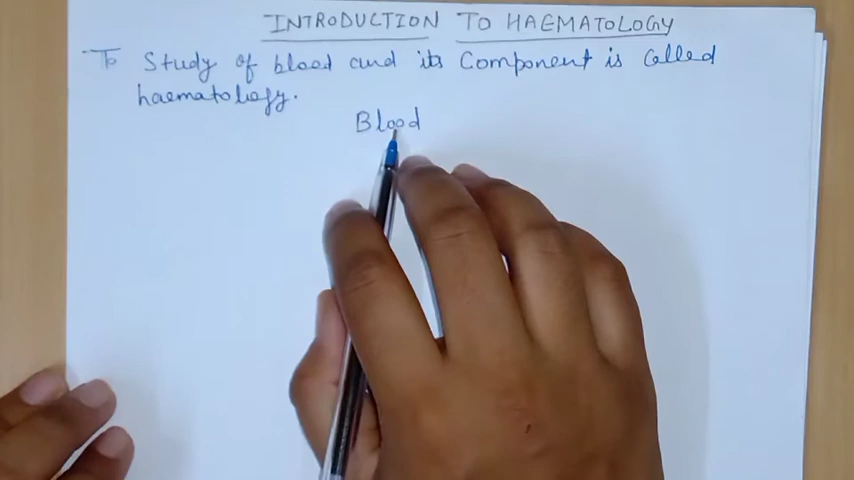 INTRODUCTION TO HAEMATOLOGY
To Study of blood and its Component is Called
haematology.
Blood